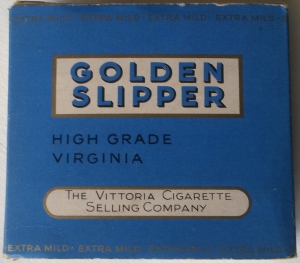 EXTRA MILD · EXTRA MILD · EXTRA MILD · EXTRA MILD ·
GOLDEN
SLIPPER
HIGH GRADE
VIRGINIA
THE VITTORIA CIGARETTE
SELLING COMPANY
EXTRA MILD · EXTRA MILD · EXTRA MILD · EXTRA MILD